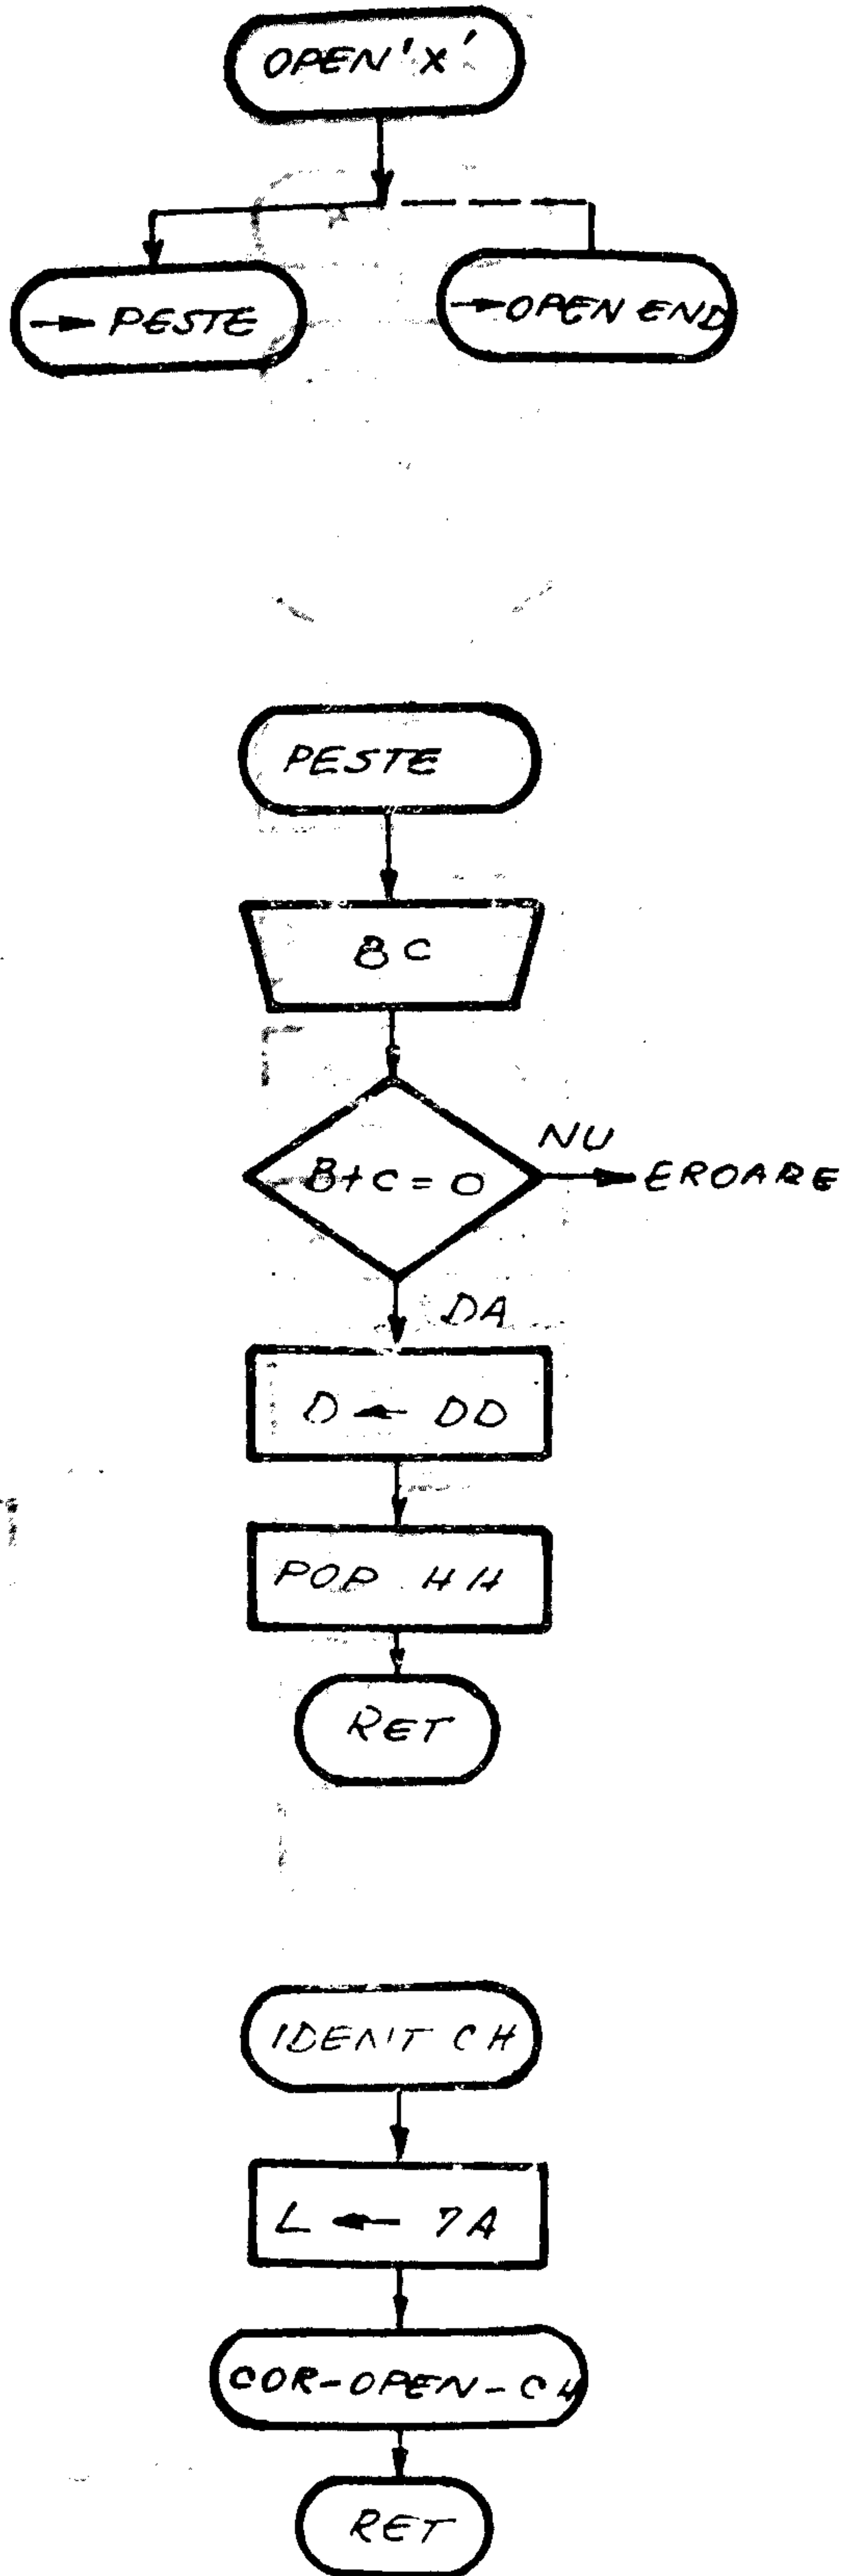 OPEN'X'
→ PESTE
→ OPEN END
PESTE
BC
B+C = 0
NU
→ EROARE
DA
D ← DD
POP HH
RET
IDENT CH
L ← 7A
COR-OPEN-CH
RET